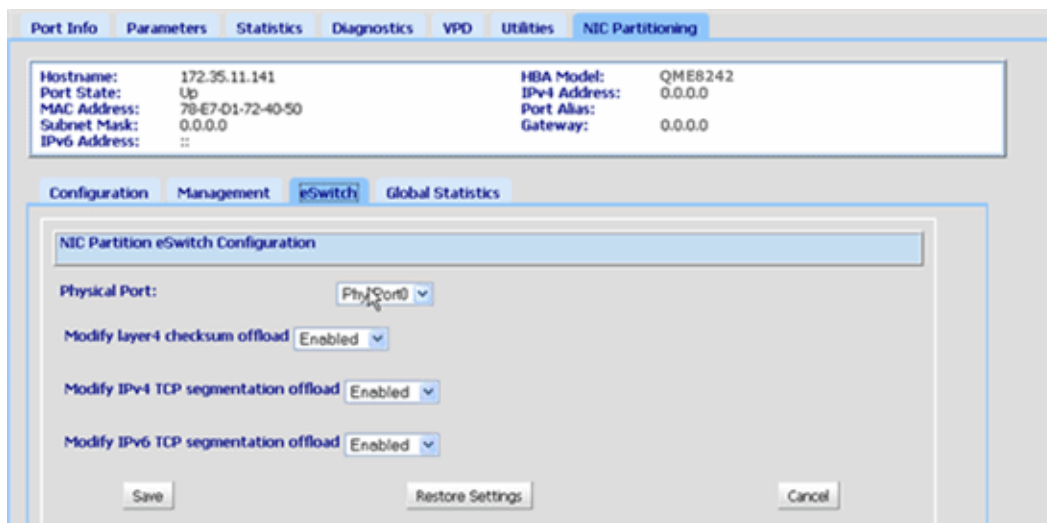 Port Info Parameters Statistics Diagnostics VPD Utilities NIC Partitioning
Hostname: 172.35.11.141 HBA Model: QME8242
Port State: Up IPv4 Address: 0.0.0.0
MAC Address: 78-E7-D1-72-40-50 Port Alias:
Subnet Mask: 0.0.0.0 Gateway: 0.0.0.0
IPv6 Address: ::
Configuration Management eSwitch Global Statistics
NIC Partition eSwitch Configuration
Physical Port: PhyPort0
Modify layer4 checksum offload Enabled
Modify IPv4 TCP segmentation offload Enabled
Modify IPv6 TCP segmentation offload Enabled
Save Restore Settings Cancel